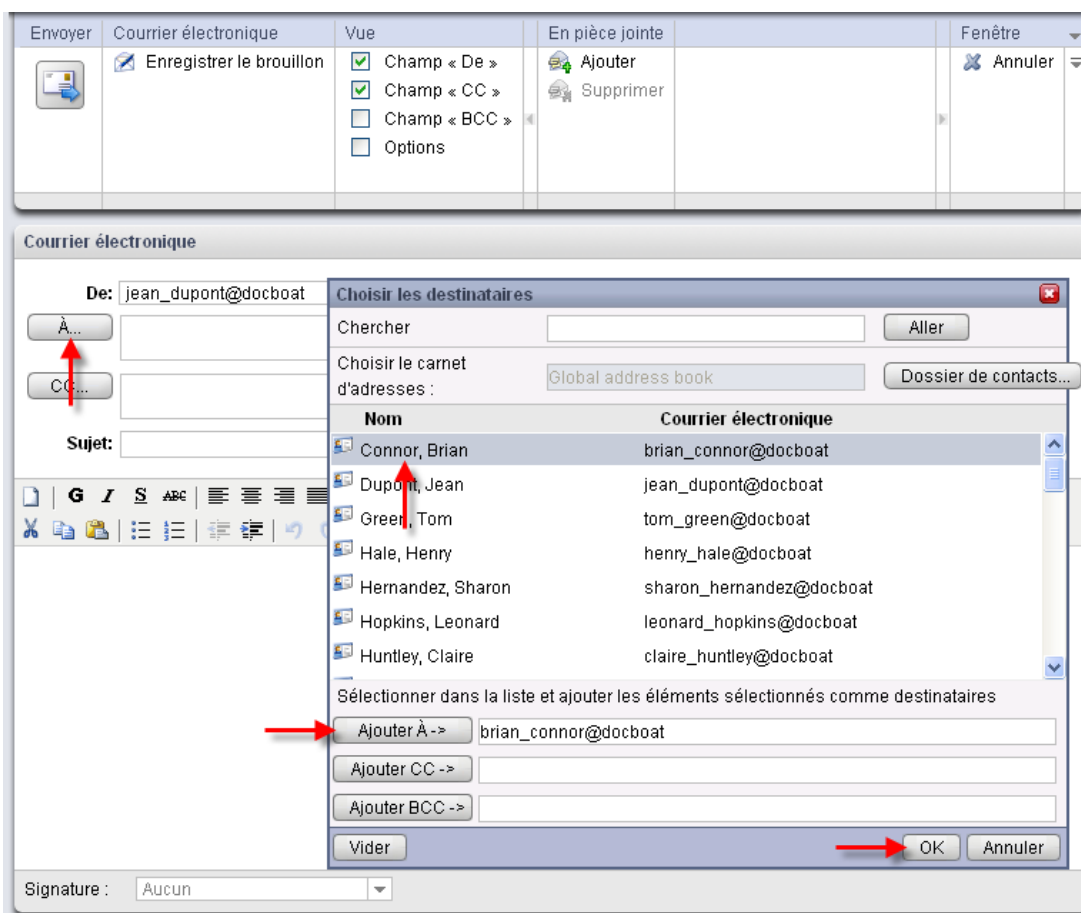 Envoyer Courrier électronique Vue En pièce jointe Fenêtre
Enregistrer le brouillon Champ « De » Ajouter Annuler
Champ « CC » Supprimer
Champ « BCC »
Options
Courrier électronique
De: jean_dupont@docboat
À...
CC...
Sujet:
G I S ABC
Choisir les destinataires
Chercher Aller
Choisir le carnet
d'adresses : Global address book Dossier de contacts...
Nom Courrier électronique
Connor, Brian brian_connor@docboat
Dupont, Jean jean_dupont@docboat
Green, Tom tom_green@docboat
Hale, Henry henry_hale@docboat
Hernandez, Sharon sharon_hernandez@docboat
Hopkins, Leonard leonard_hopkins@docboat
Huntley, Claire claire_huntley@docboat
Sélectionner dans la liste et ajouter les éléments sélectionnés comme destinataires
Ajouter À -> brian_connor@docboat
Ajouter CC ->
Ajouter BCC ->
Vider OK Annuler
Signature : Aucun